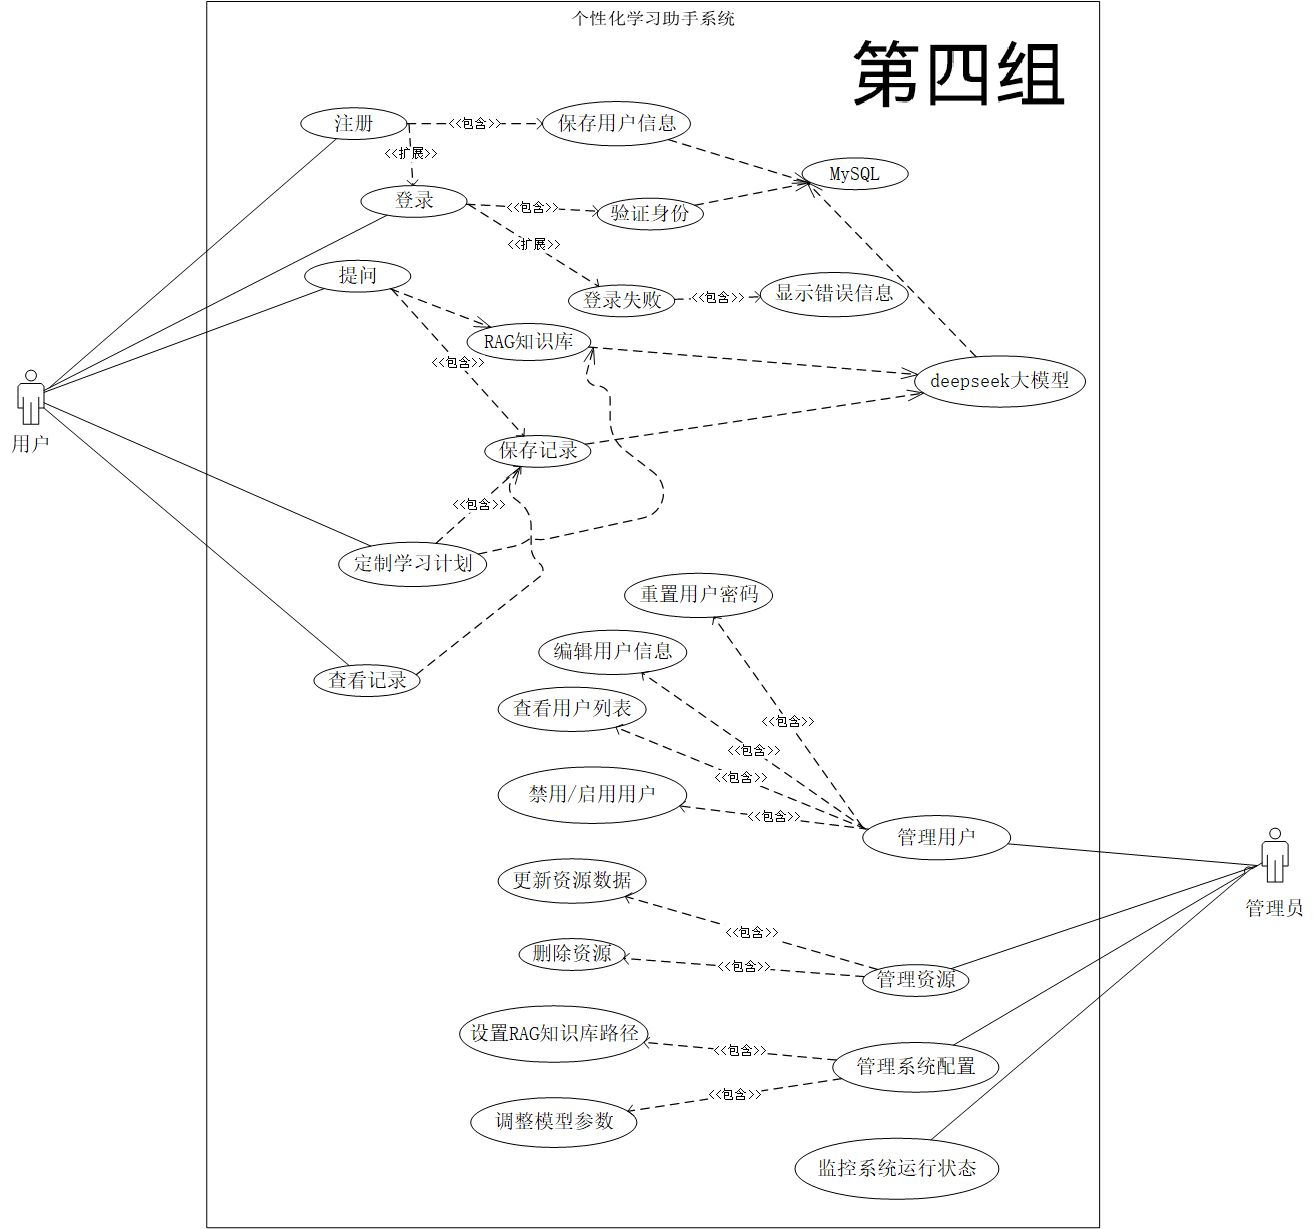 个性化学习助手系统
第四组
注册
<<包含>>
保存用户信息
<<扩展>>
MySQL
登录
<<包含>>
验证身份
<<扩展>>
提问
登录失败
<<包含>>
显示错误信息
RAG知识库
<<包含>>
deepseek大模型
用户
保存记录
<<包含>>
定制学习计划
重置用户密码
编辑用户信息
查看记录
查看用户列表
<<包含>>
<<包含>>
<<包含>>
禁用/启用用户
<<包含>>
管理用户
更新资源数据
管理员
<<包含>>
删除资源
<<包含>>
管理资源
设置RAG知识库路径
<<包含>>
管理系统配置
<<包含>>
调整模型参数
监控系统运行状态